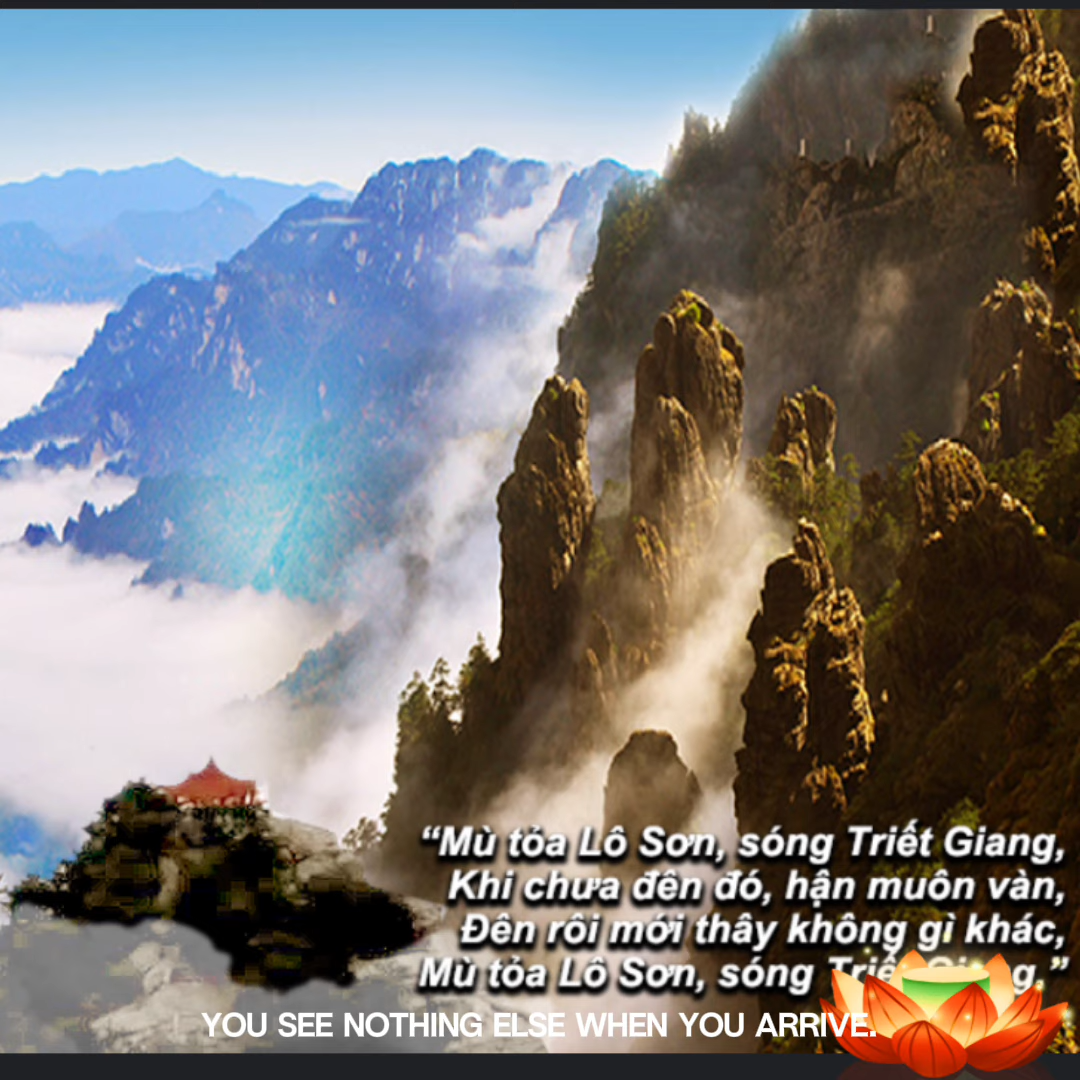 “Mù tỏa Lô Sơn, sóng Triết Giang,
Khi chưa đên đó, hận muôn vàn,
Đên rôi mới thây không gì khác,
Mù tỏa Lô Sơn, sóng
YOU SEE NOTHING ELSE WHEN YOU ARRIVE.